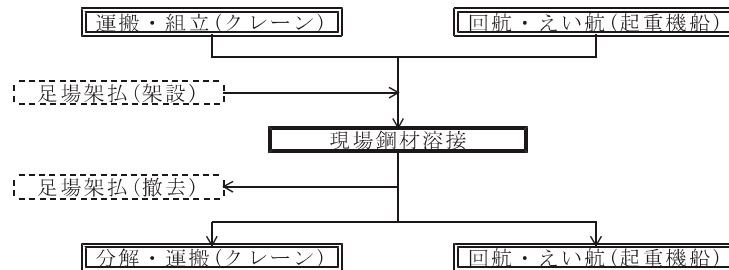 運搬・組立(クレーン)
回航・えい航(起重機船)
足場架払(架設)
現場鋼材溶接
足場架払(撤去)
分解・運搬(クレーン)
回航・えい航(起重機船)